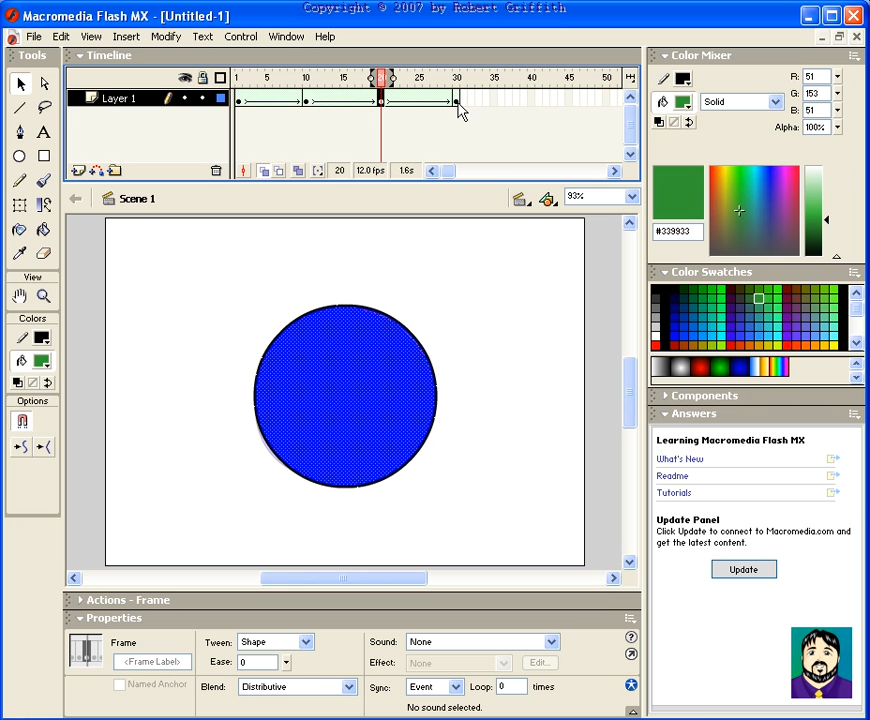 Macromedia Flash MX - [Untitled-1]
Copyright © 2007 by Robert Griffith
File Edit View Insert Modify Text Control Window Help
Tools
Timeline
1 5 10 15 25 30 35 40 45 50
Layer 1
20 12.0 fps 1.6s
Scene 1
93%
View
Colors
Options
Color Mixer
R: 51
Solid
G: 153
B: 51
Alpha: 100%
#339933
Color Swatches
Components
Answers
Learning Macromedia Flash MX
What's New
Readme
Tutorials
Update Panel
Click Update to connect to Macromedia.com and
get the latest content.
Update
Actions - Frame
Properties
Frame
<Frame Label>
Named Anchor
Tween: Shape
Ease: 0
Blend: Distributive
Sound: None
Effect: None Edit...
Sync: Event Loop: 0 times
No sound selected.